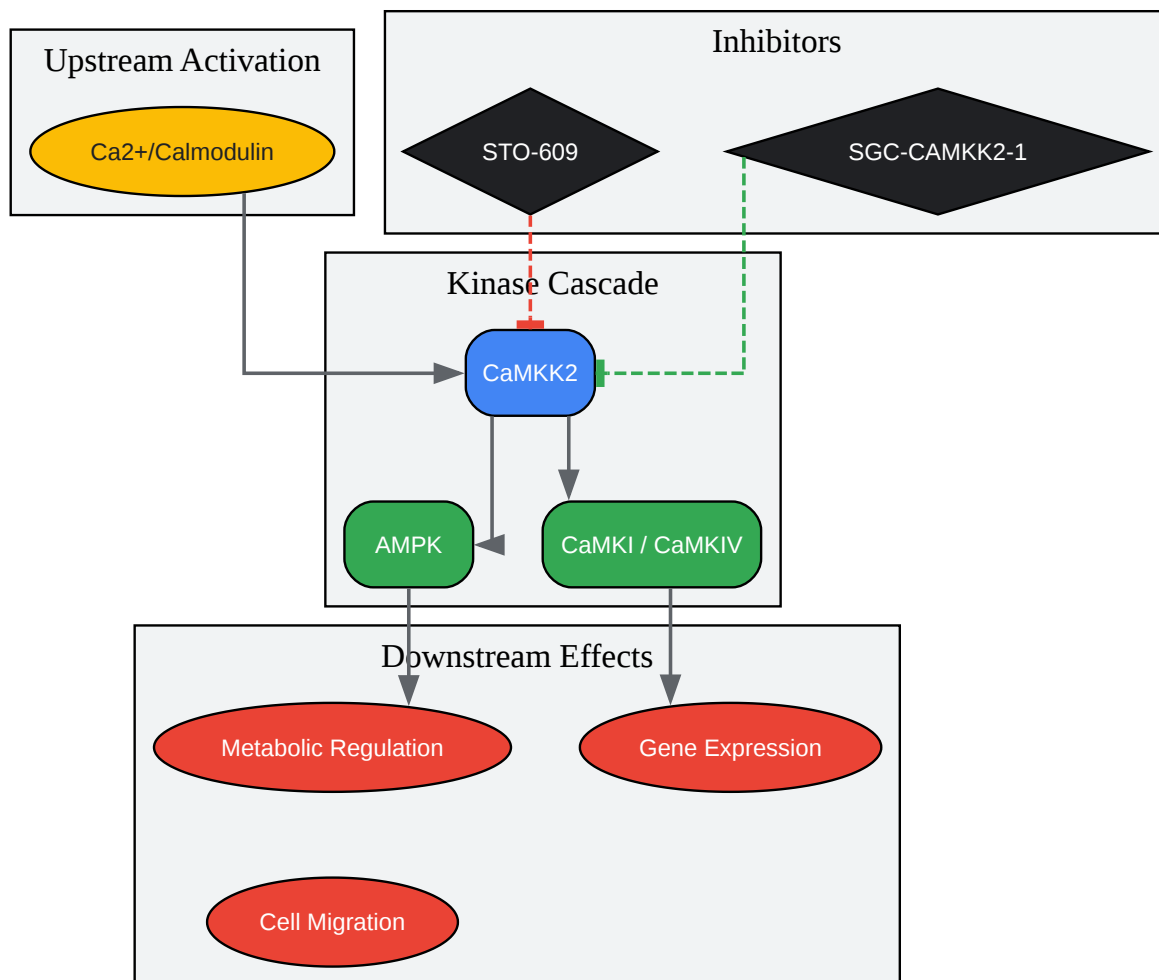 Upstream Activation
Ca2+/Calmodulin
Inhibitors
STO-609
SGC-CAMKK2-1
Kinase Cascade
CaMKK2
AMPK
CaMKI / CaMKIV
Downstream Effects
Metabolic Regulation
Gene Expression
Cell Migration